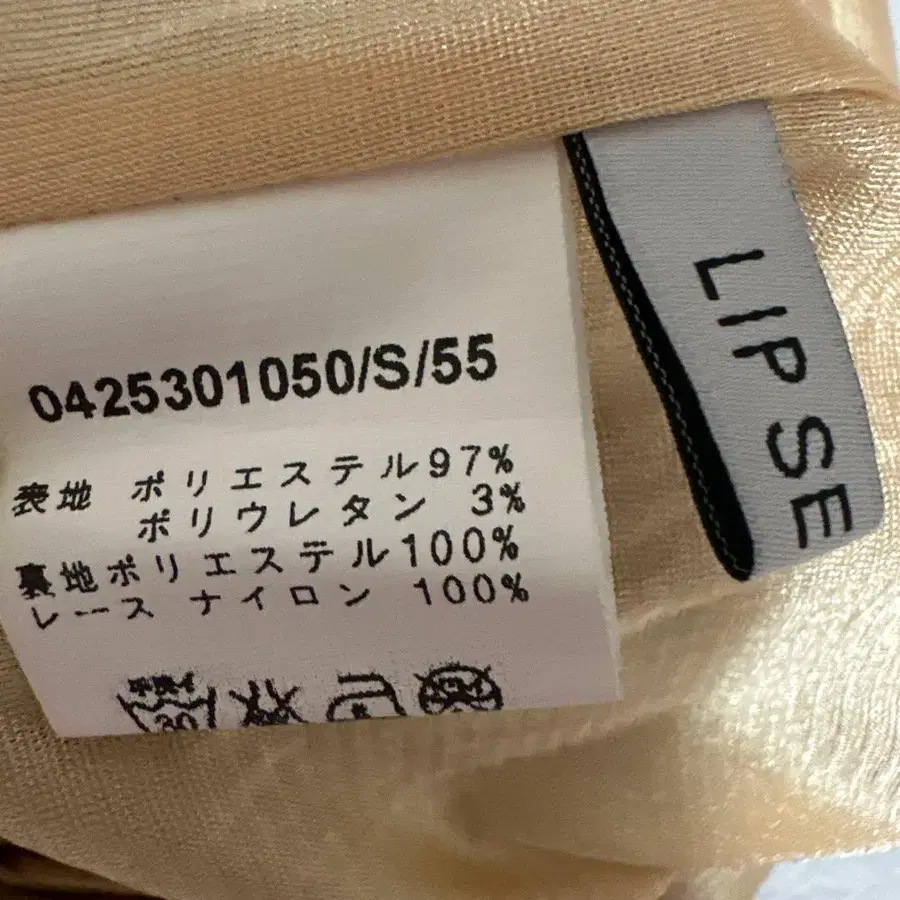 0425301050/S/55
表地 ポリエステル97%
ポリウレタン 3%
裏地ポリエステル100%
レース ナイロン 100%
LIP SE